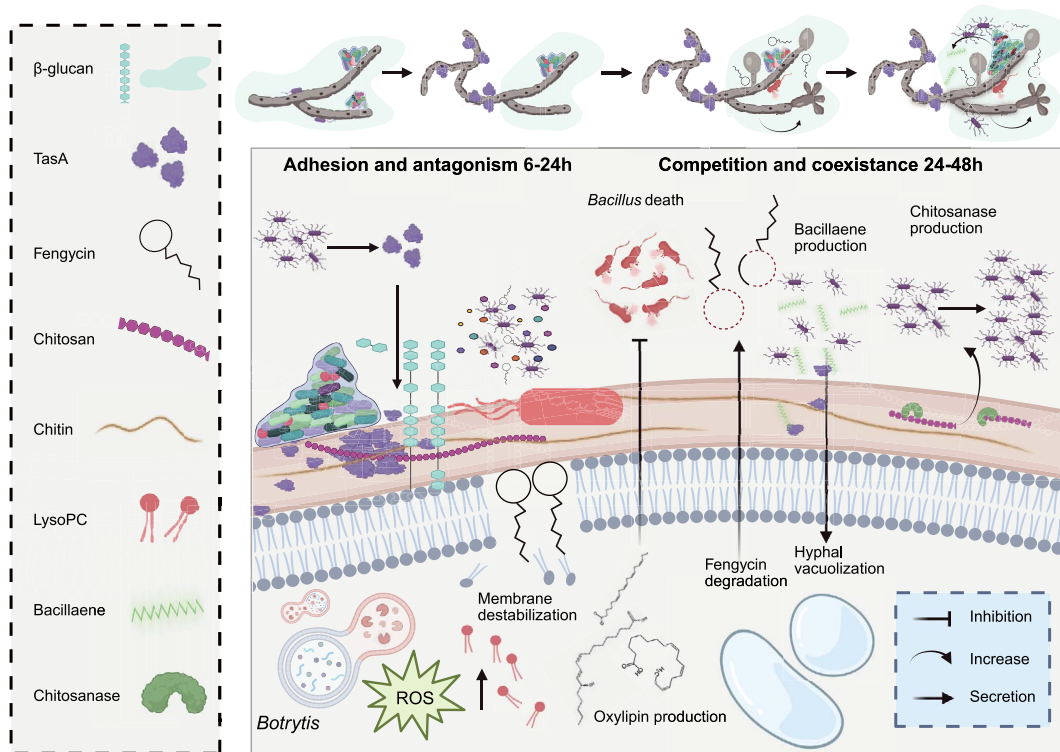 β-glucan
TasA
Fengycin
Chitosan
Chitin
LysoPC
Bacillaene
Chitosanase
Adhesion and antagonism 6-24h
Competition and coexistance 24-48h
Bacillus death
Bacillaene
production
Chitosanase
production
Membrane
destabilization
Fengycin
degradation
Hyphal
vacuolization
Botrytis
ROS
Oxylipin production
Inhibition
Increase
Secretion